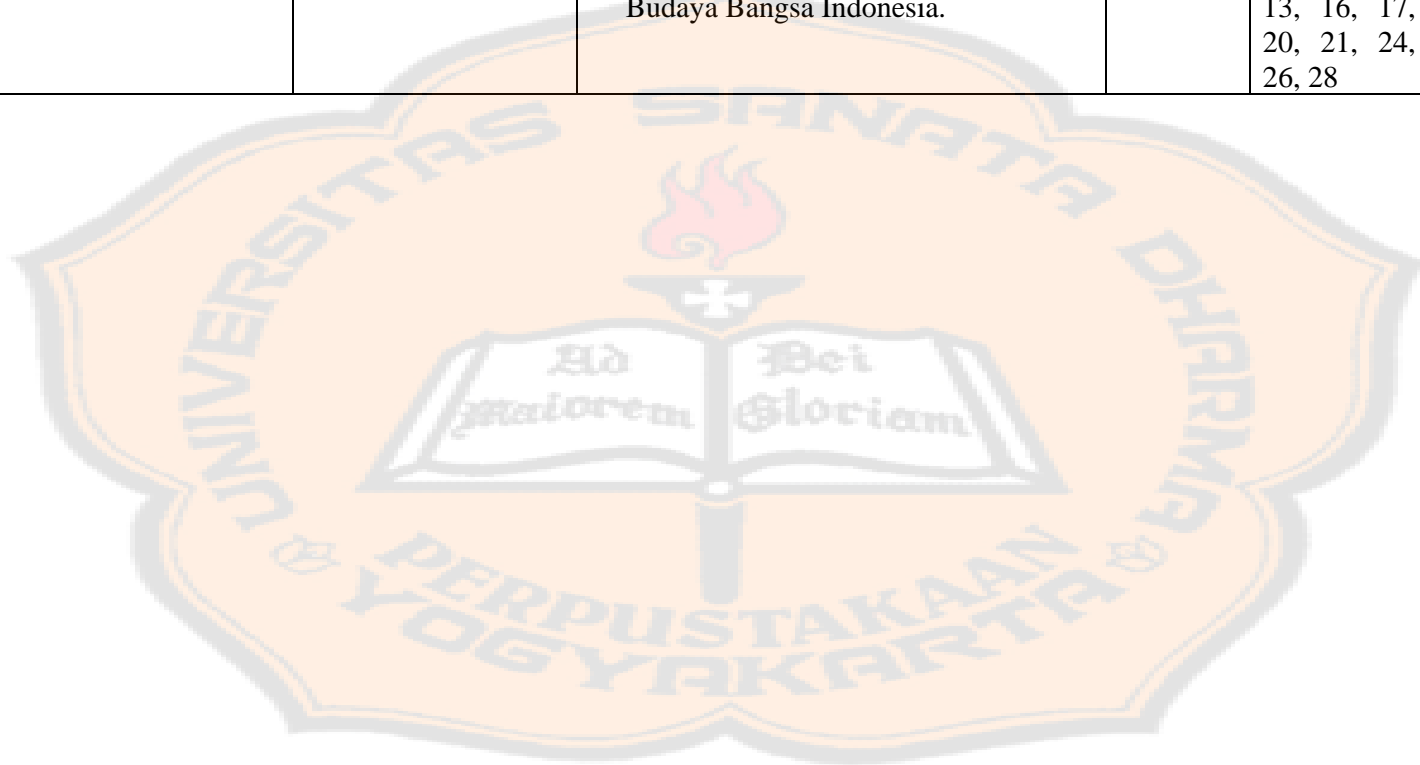 Budaya Bangsa Indonesia.
13, 16, 17,
20, 21, 24,
26, 28
UNIVERSITAS SANATA DHARMA
Ad
Maiorem
Dei
Gloriam
PERPUSTAKAAN
YOGYAKARTA